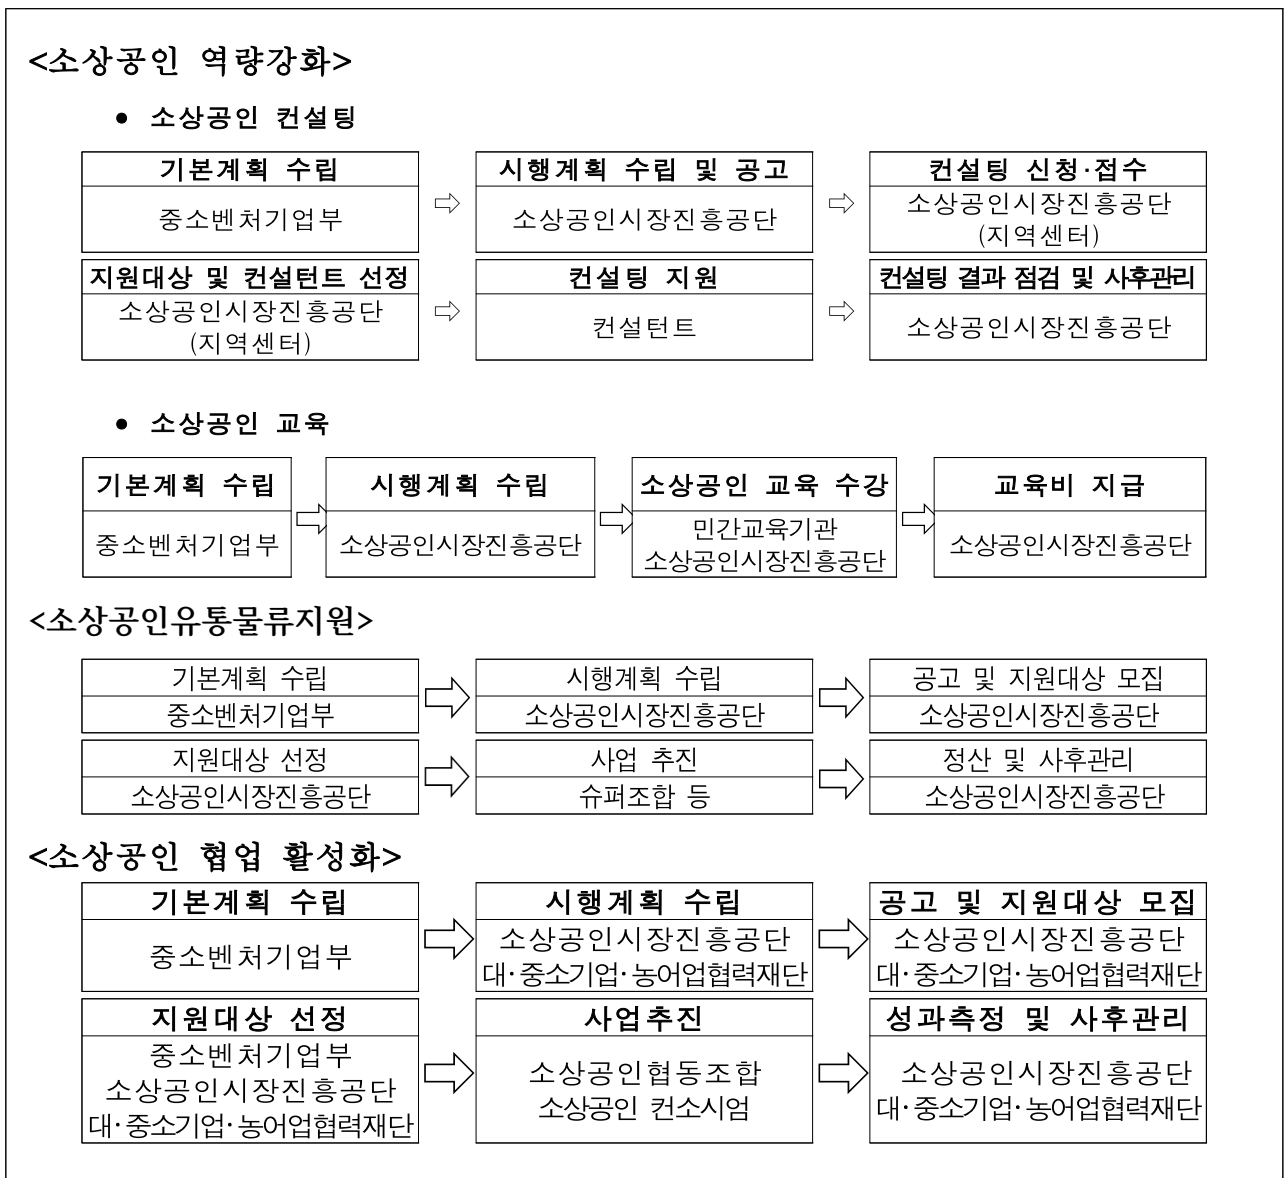 <소상공인 역량강화>
● 소상공인 컨설팅
기본계획 수립
중소벤처기업부
⇨
시행계획 수립 및 공고
소상공인시장진흥공단
⇨
컨설팅 신청·접수
소상공인시장진흥공단
(지역센터)
지원대상 및 컨설턴트 선정
소상공인시장진흥공단
(지역센터)
⇨
컨설팅 지원
컨설턴트
⇨
컨설팅 결과 점검 및 사후관리
소상공인시장진흥공단
● 소상공인 교육
기본계획 수립
중소벤처기업부
시행계획 수립
소상공인시장진흥공단
소상공인 교육 수강
민간교육기관
소상공인시장진흥공단
교육비 지급
소상공인시장진흥공단
<소상공인유통물류지원>
기본계획 수립
중소벤처기업부
시행계획 수립
소상공인시장진흥공단
공고 및 지원대상 모집
소상공인시장진흥공단
지원대상 선정
소상공인시장진흥공단
사업 추진
슈퍼조합 등
정산 및 사후관리
소상공인시장진흥공단
<소상공인 협업 활성화>
기본계획 수립
중소벤처기업부
시행계획 수립
소상공인시장진흥공단
대·중소기업·농어업협력재단
공고 및 지원대상 모집
소상공인시장진흥공단
대·중소기업·농어업협력재단
지원대상 선정
중소벤처기업부
소상공인시장진흥공단
대·중소기업·농어업협력재단
사업추진
소상공인협동조합
소상공인 컨소시엄
성과측정 및 사후관리
소상공인시장진흥공단
대·중소기업·농어업협력재단